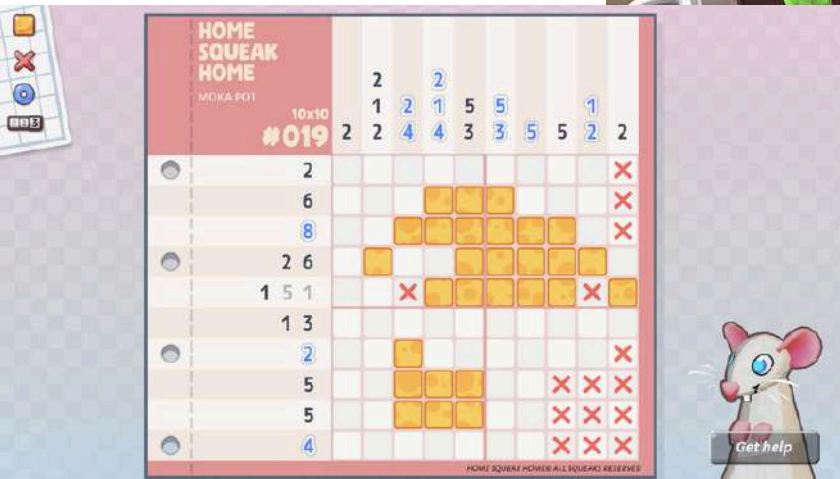 HOME
SQUEAK
HOME
MOKA POT
10x10
#019
2
2 1 2
2 4
2 1 4
5 3
5 3
5
5
1 2
2
2
6
8
2 6
1 5 1
1 3
2
5
5
4
123
HOME SQUEAK HOME® ALL SQUEAKS RESERVED
Get help